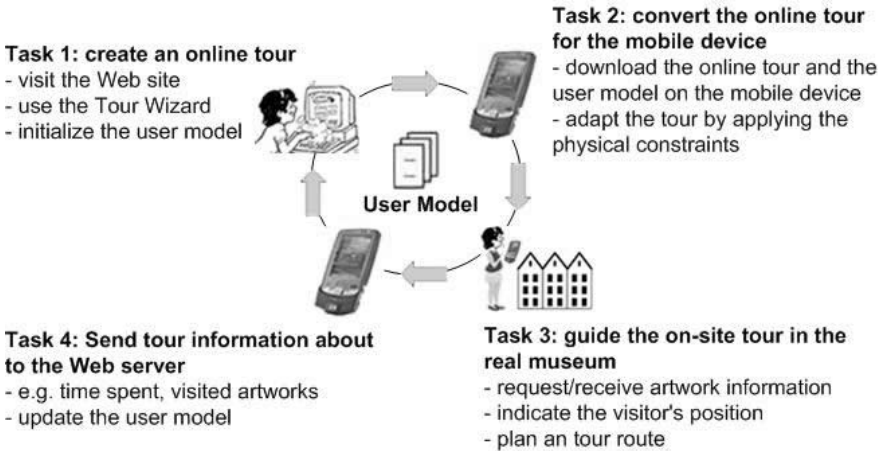 Task 1: create an online tour
- visit the Web site
- use the Tour Wizard
- initialize the user model
Task 2: convert the online tour
for the mobile device
- download the online tour and the
user model on the mobile device
- adapt the tour by applying the
physical constraints
User Model
Task 4: Send tour information about
to the Web server
- e.g. time spent, visited artworks
- update the user model
Task 3: guide the on-site tour in the
real museum
- request/receive artwork information
- indicate the visitor's position
- plan an tour route